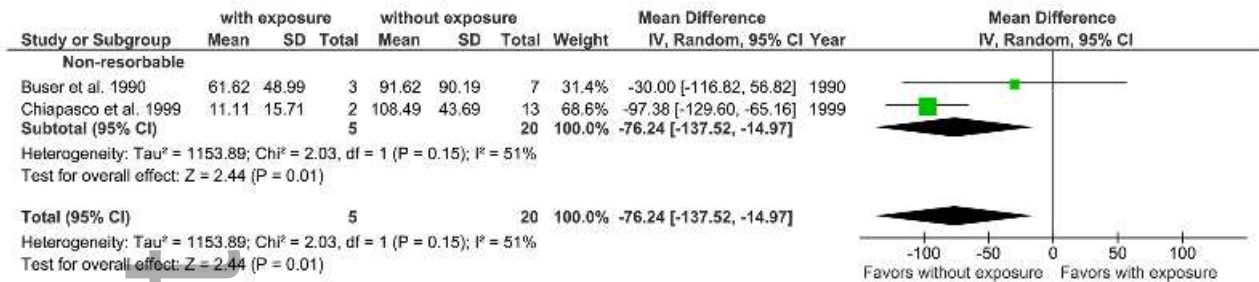 with exposure without exposure Mean Difference Mean Difference
Study or Subgroup Mean SD Total Mean SD Total Weight IV, Random, 95% CI Year IV, Random, 95% CI
Non-resorbable
Buser et al. 1990 61.62 48.99 3 91.62 90.19 7 31.4% -30.00 [-116.82, 56.82] 1990
Chiapasco et al. 1999 11.11 15.71 2 108.49 43.69 13 68.6% -97.38 [-129.60, -65.16] 1999
Subtotal (95% CI) 5 20 100.0% -76.24 [-137.52, -14.97]
Heterogeneity: Tau² = 1153.89; Chi² = 2.03, df = 1 (P = 0.15); I² = 51%
Test for overall effect: Z = 2.44 (P = 0.01)
Total (95% CI) 5 20 100.0% -76.24 [-137.52, -14.97]
Heterogeneity: Tau² = 1153.89; Chi² = 2.03, df = 1 (P = 0.15); I² = 51%
Test for overall effect: Z = 2.44 (P = 0.01)
-100 -50 0 50 100
Favors without exposure Favors with exposure